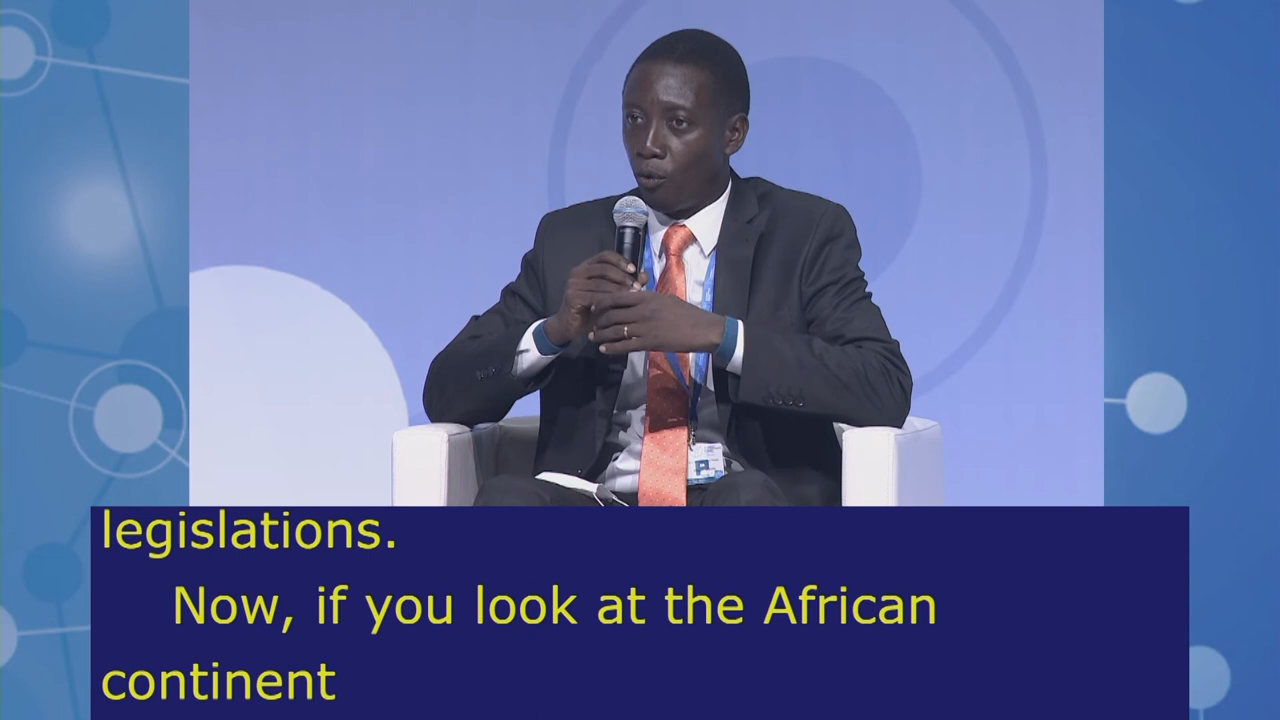 legislations.
Now, if you look at the African
continent